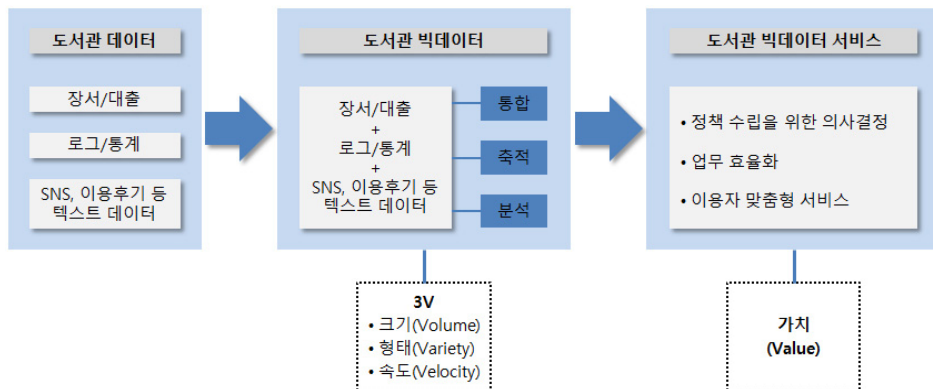 도서관 데이터
장서/대출
로그/통계
SNS, 이용후기 등
텍스트 데이터
도서관 빅데이터
장서/대출
+
로그/통계
+
SNS, 이용후기 등
텍스트 데이터
통합
축적
분석
도서관 빅데이터 서비스
• 정책 수립을 위한 의사결정
• 업무 효율화
• 이용자 맞춤형 서비스
3V
• 크기(Volume)
• 형태(Variety)
• 속도(Velocity)
가치
(Value)